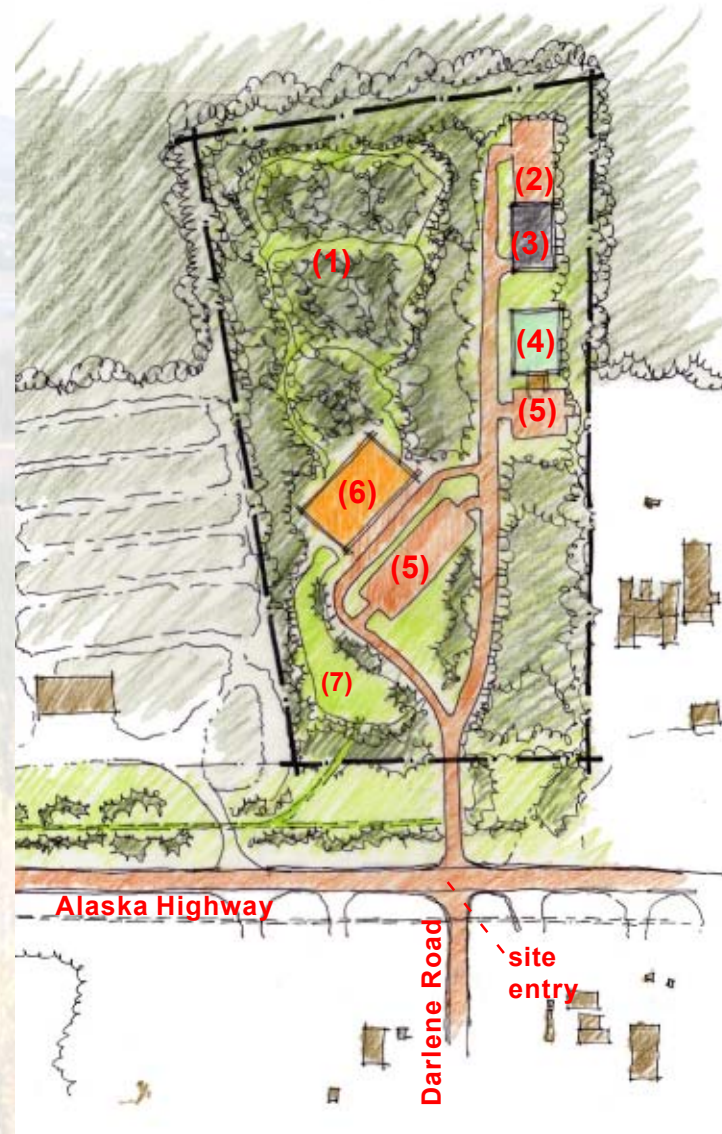 (2)
(3)
(1)
(4)
(5)
(6)
(5)
(7)
Alaska Highway
Darlene Road
site
entry